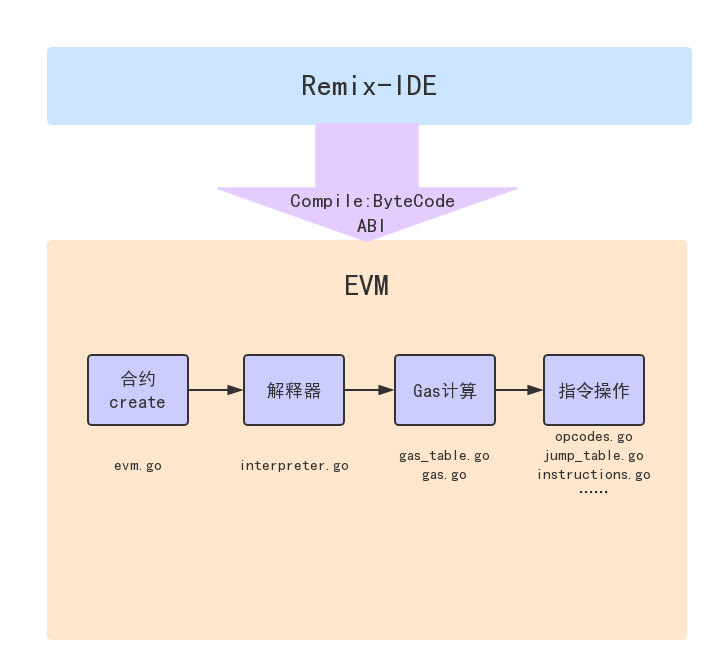 Remix-IDE
Compile:ByteCode
ABI
EVM
合约
create
解释器
Gas计算
指令操作
evm.go
interpreter.go
gas_table.go
gas.go
opcodes.go
jump_table.go
instructions.go
……